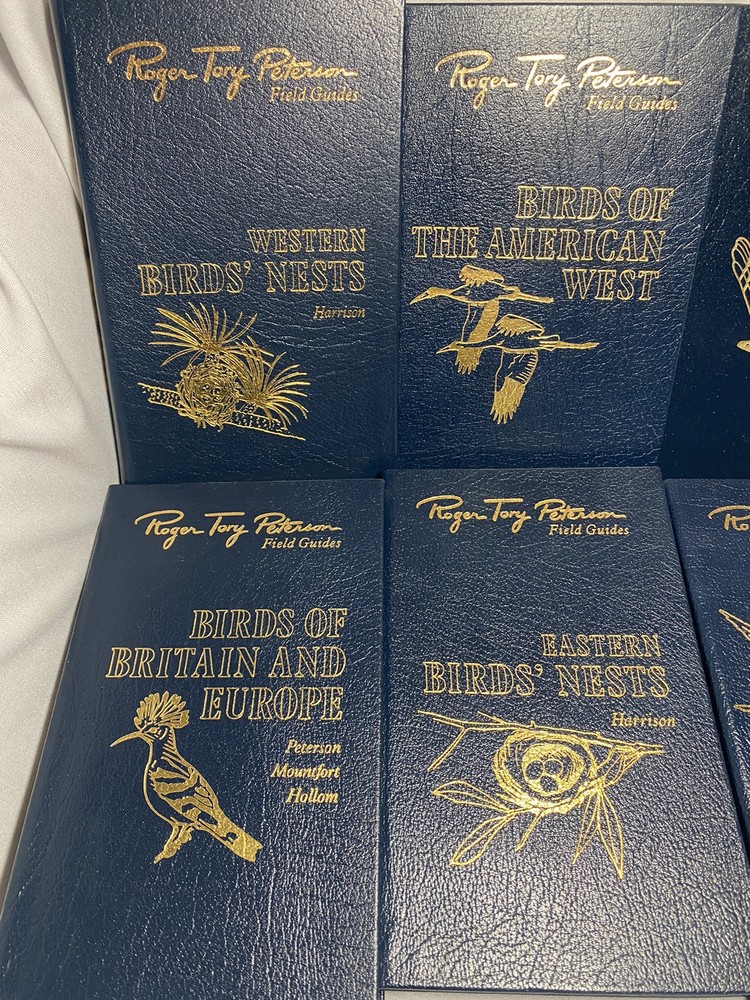 Roger Tory Peterson
Field Guides
WESTERN
BIRDS' NESTS
Harrison
Roger Tory Peterson
Field Guides
BIRDS OF
THE AMERICAN
WEST
Roger Tory Peterson
Field Guides
BIRDS OF
BRITAIN AND
EUROPE
Peterson
Mountfort
Hollom
Roger Tory Peterson
Field Guides
EASTERN
BIRDS' NESTS
Harrison